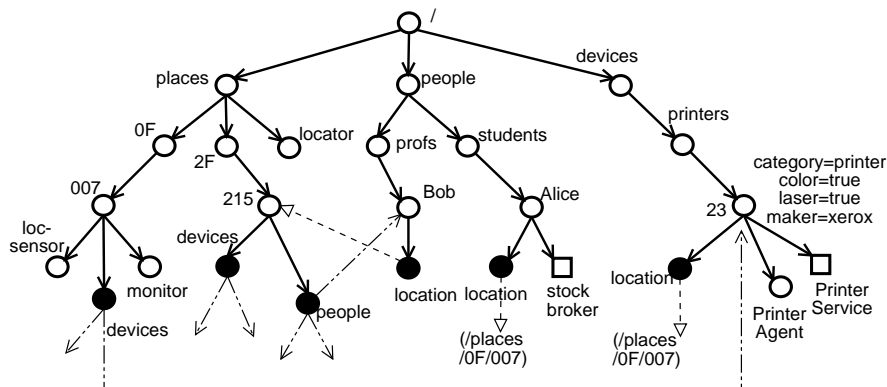 /
places
people
devices
0F
2F
locator
profs
students
printers
category=printer
color=true
laser=true
maker=xerox
007
215
Bob
Alice
23
loc-
sensor
monitor
devices
devices
people
location
location
stock
broker
location
Printer
Agent
Printer
Service
(/places
/0F/007)
(/places
/0F/007)